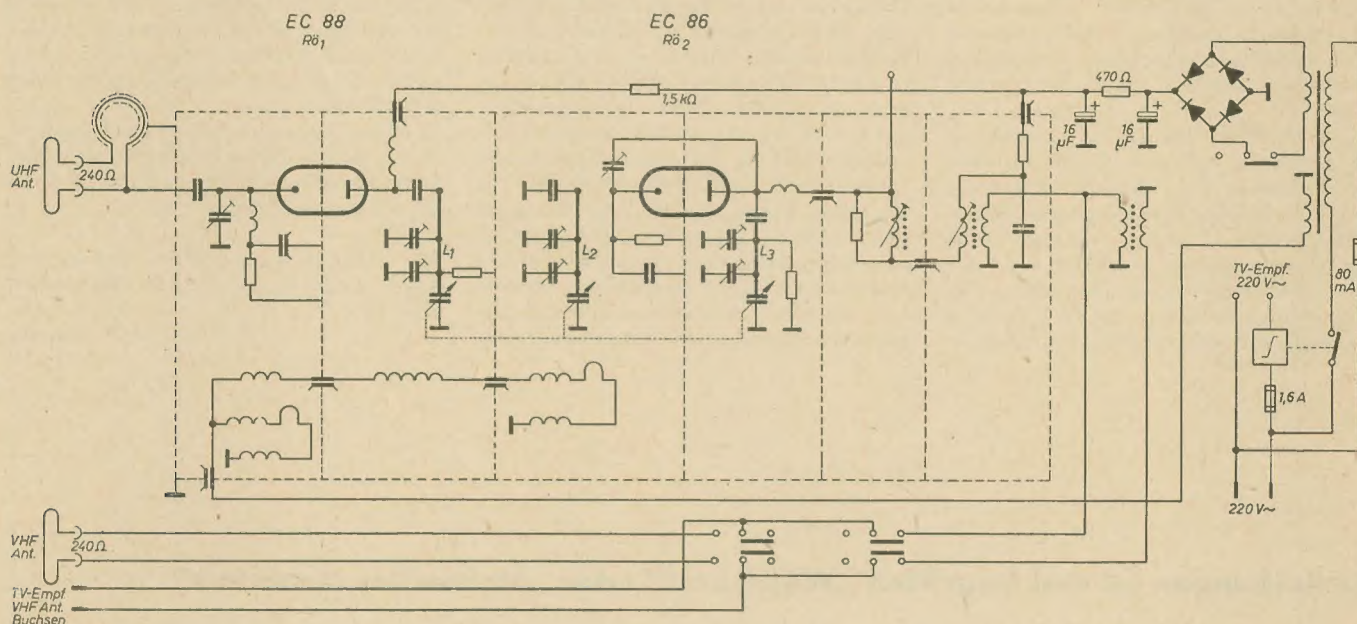 EC 88
Rö1
EC 86
Rö2
470 Ω
1,5 kΩ
16 µF
16 µF
UHF
Ant.
240 Ω
L1
L2
L3
TV-Empf.
220 V~
80
mA
1,6 A
220 V~
VHF
Ant.
240 Ω
TV-Empf
VHF Ant.
Buchsen